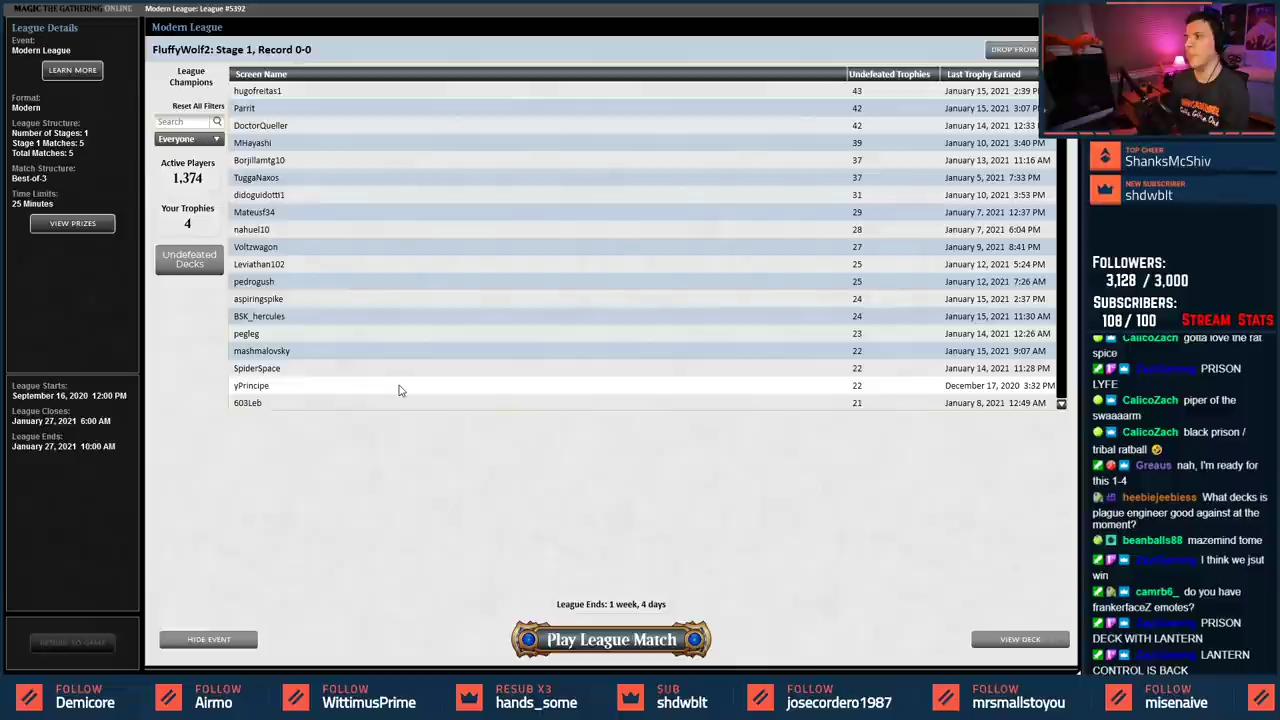 MAGIC THE GATHERING ONLINE
Modern League: League #5392
League Details
Event:
Modern League
LEARN MORE
Format:
Modern
League Structure:
Number of Stages: 1
Stage 1 Matches: 5
Total Matches: 5
Match Structure:
Best-of-3
Time Limits:
25 Minutes
VIEW PRIZES
League Starts:
September 16, 2020 12:00 PM
League Closes:
January 27, 2021 6:00 AM
League Ends:
January 27, 2021 10:00 AM
RETURN TO GAME
Modern League
FluffyWolf2: Stage 1, Record 0-0
DROP FROM
League Champions
Reset All Filters
Search
Everyone
Active Players
1,374
Your Trophies
4
Undefeated Decks
Screen Name Undefeated Trophies Last Trophy Earned
hugofreitas1 43 January 15, 2021 2:39 PM
Parrit 42 January 15, 2021 3:07 PM
DoctorQueller 42 January 14, 2021 12:33
MHayashi 39 January 10, 2021 3:40 PM
Borjillamtg10 37 January 13, 2021 11:16 AM
TuggaNaxos 37 January 5, 2021 7:33 PM
didoguidotti1 31 January 10, 2021 3:53 PM
Mateusf34 29 January 7, 2021 12:37 PM
nahuel10 28 January 7, 2021 6:04 PM
Voltzwagon 27 January 9, 2021 8:41 PM
Leviathan102 25 January 12, 2021 5:24 PM
pedrogush 25 January 12, 2021 7:26 AM
aspiringspike 24 January 15, 2021 2:37 PM
BSK_hercules 24 January 15, 2021 11:30 AM
pegleg 23 January 14, 2021 12:26 AM
mashmalovsky 22 January 15, 2021 9:07 AM
SpiderSpace 22 January 14, 2021 11:28 PM
yPrincipe 22 December 17, 2020 3:32 PM
603Leb 21 January 8, 2021 12:49 AM
League Ends: 1 week, 4 days
HIDE EVENT
Play League Match
VIEW DECK
TOP CHEER
ShanksMcShiv
NEW SUBSCRIBER
shdwblt
FOLLOWERS:
3,128 / 3,000
SUBSCRIBERS:
108 / 100
STREAM STATS
CalicoZach gotta love the rat
spice
PRISON
LYFE
CalicoZach piper of the
swaaaarm
CalicoZach black prison /
tribal ratball
Greaus nah, I'm ready for
this 1-4
heebiejeebiess What decks is
plague engineer good against at the
moment?
beanballs88 mazemind tome
I think we jsut
win
camrb6_ do you have
frankerfaceZ emotes?
PRISON
DECK WITH LANTERN
LANTERN
CONTROL IS BACK
FOLLOW
Demicore
FOLLOW
Airmo
FOLLOW
WittimusPrime
RESUB X3
hands_some
SUB
shdwblt
FOLLOW
josecordero1987
FOLLOW
mrsmallstoyou
FOLLOW
misenaive